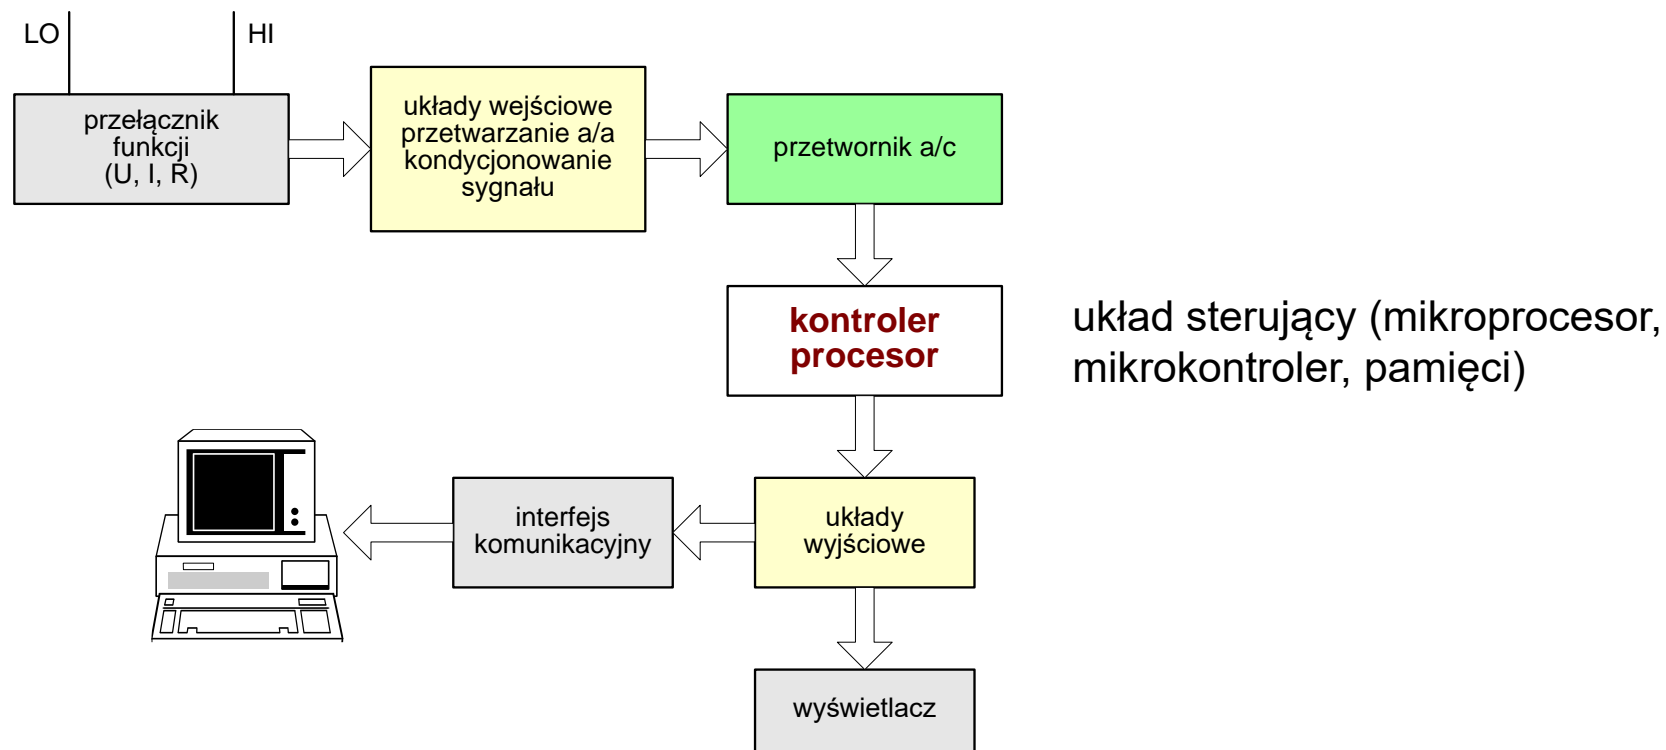 LO
HI
przełącznik
funkcji
(U, I, R)
układy wejściowe
przetwarzanie a/a
kondycjonowanie
sygnału
przetwornik a/c
kontroler
procesor
układ sterujący (mikroprocesor,
mikrokontroler, pamięci)
interfejs
komunikacyjny
układy
wyjściowe
wyświetlacz